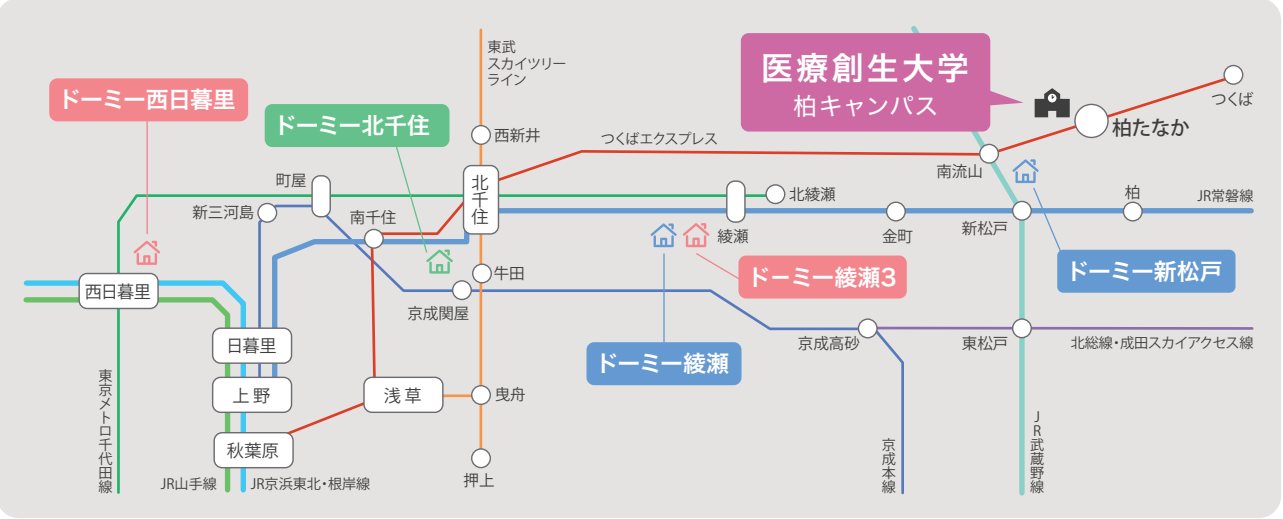 東武
スカイツリー
ライン
医療創生大学
柏キャンパス
つくば
柏たなか
ドーミー西日暮里
ドーミー北千住
西新井
つくばエクスプレス
南流山
町屋
北千住
北綾瀬
柏
JR常磐線
新三河島
南千住
綾瀬
金町
新松戸
ドーミー綾瀬3
ドーミー新松戸
西日暮里
牛田
京成関屋
日暮里
ドーミー綾瀬
京成高砂
東松戸
北総線・成田スカイアクセス線
上野
浅草
曳舟
秋葉原
押上
東京メトロ千代田線
JR山手線
JR京浜東北・根岸線
京成本線
JR武蔵野線